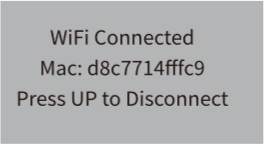 WiFi Connected
Mac: d8c7714fffc9
Press UP to Disconnect